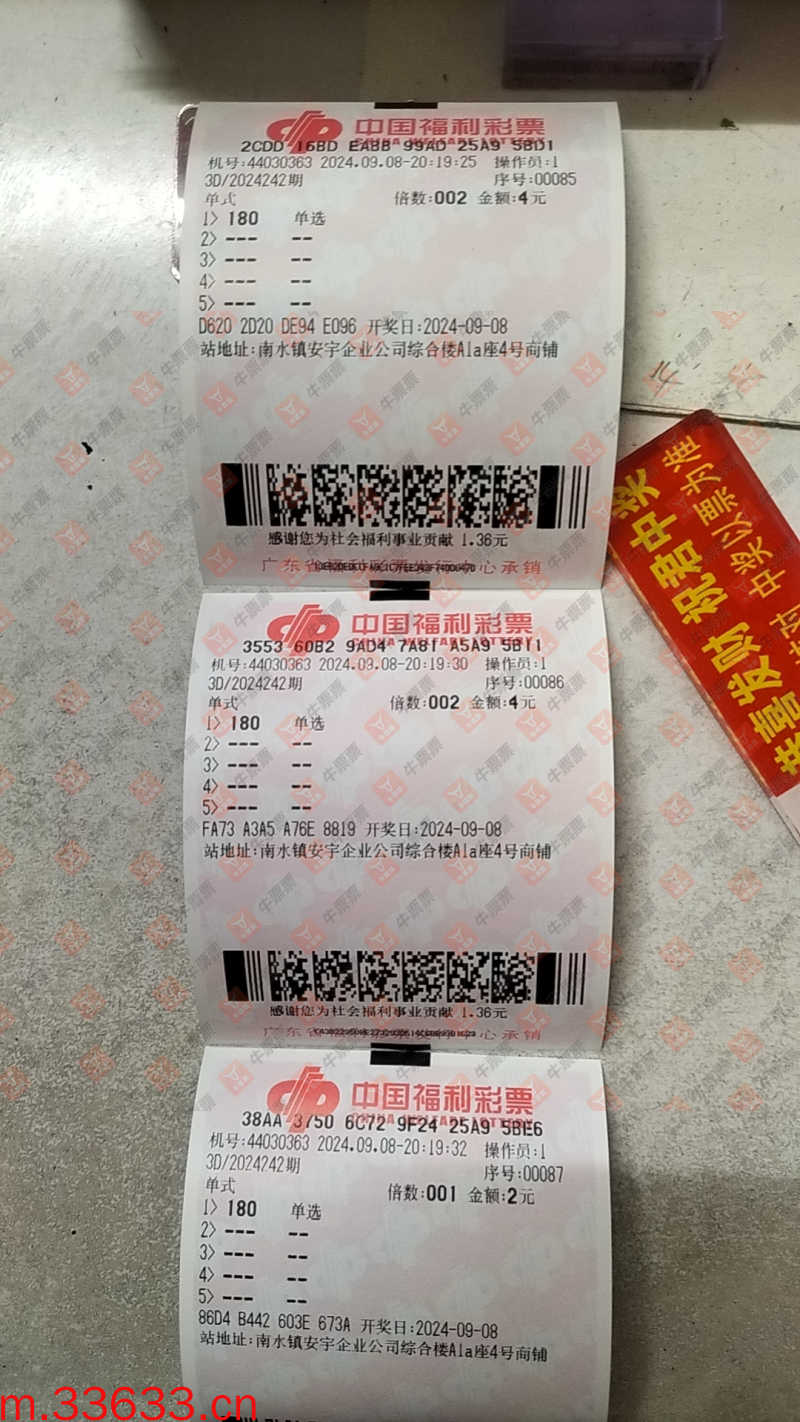 中国福利彩票
CHINA WELFARE LOTTERY
2CDD 16BD EABB 99AD 25A9 5BD1
机号:44030363 2024.09.08-20:19:25 操作员:1
3D/2024242期 序号:00085
单式 倍数:002 金额:4元
1> 180 单选
2> --- --
3> --- --
4> --- --
5> --- --
D620 2D20 DE94 E096 开奖日:2024-09-08
站地址:南水镇安宇企业公司综合楼A1a座4号商铺
感谢您为社会福利事业贡献 1.36元
中国福利彩票
CHINA WELFARE LOTTERY
3553 60B2 9AD4 7A81 A5A9 5B11
机号:44030363 2024.09.08-20:19:30 操作员:1
3D/2024242期 序号:00086
单式 倍数:002 金额:4元
1> 180 单选
2> --- --
3> --- --
4> --- --
5> --- --
FA73 A3A5 A76E 8819 开奖日:2024-09-08
站地址:南水镇安宇企业公司综合楼A1a座4号商铺
感谢您为社会福利事业贡献 1.36元
中国福利彩票
CHINA WELFARE LOTTERY
38AA 3750 6C72 9F24 25A9 5BE6
机号:44030363 2024.09.08-20:19:32 操作员:1
3D/2024242期 序号:00087
单式 倍数:001 金额:2元
1> 180 单选
2> --- --
3> --- --
4> --- --
5> --- --
86D4 B442 603E 673A 开奖日:2024-09-08
站地址:南水镇安宇企业公司综合楼A1a座4号商铺
恭喜发财 祝君中奖
中奖以票为准
14
牛票票
m.33633.cn